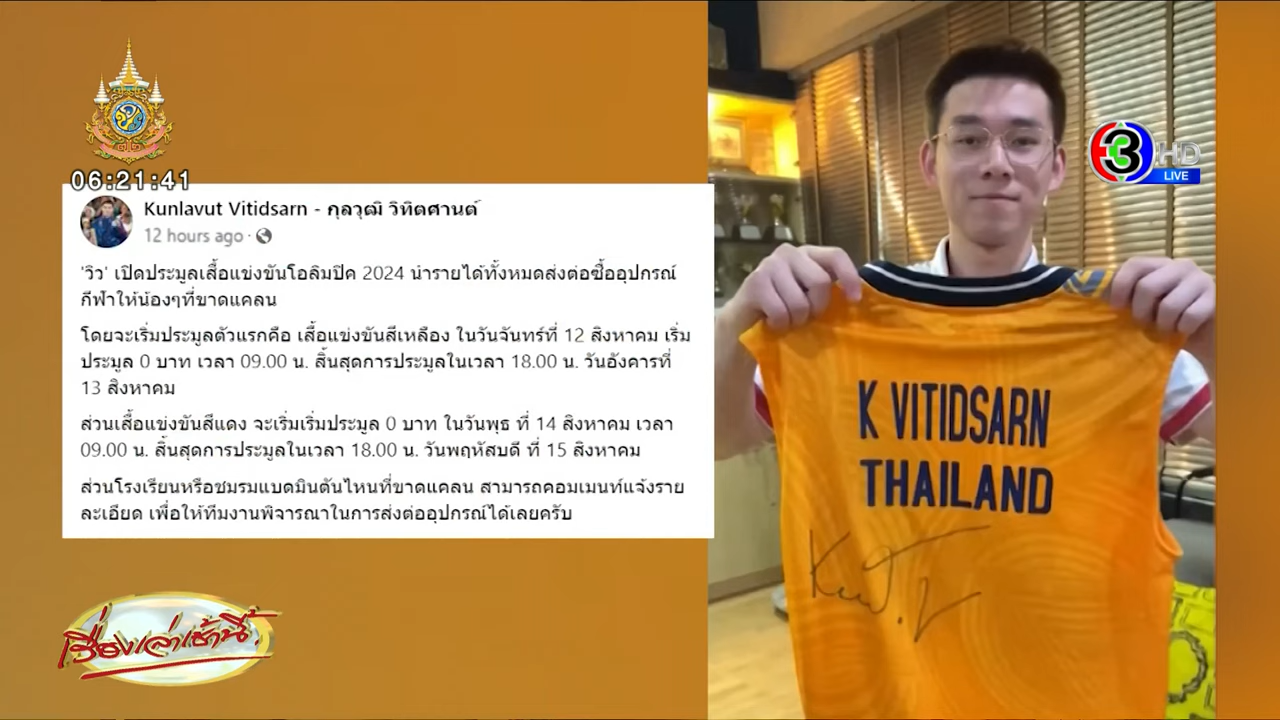 06:21:41
3 HD
LIVE
Kunlavut Vitidsarn - กุลวุฒิ วิทิตศานต์
12 hours ago ·
'วิว' เปิดประมูลเสื้อแข่งขันโอลิมปิค 2024 นำรายได้ทั้งหมดส่งต่อซื้ออุปกรณ์
กีฬาให้น้องๆที่ขาดแคลน
โดยจะเริ่มประมูลตัวแรกคือ เสื้อแข่งขันสีเหลือง ในวันจันทร์ที่ 12 สิงหาคม เริ่ม
ประมูล 0 บาท เวลา 09.00 น. สิ้นสุดการประมูลในเวลา 18.00 น. วันอังคารที่
13 สิงหาคม
ส่วนเสื้อแข่งขันสีแดง จะเริ่มเริ่มประมูล 0 บาท ในวันพุธ ที่ 14 สิงหาคม เวลา
09.00 น. สิ้นสุดการประมูลในเวลา 18.00 น. วันพฤหัสบดี ที่ 15 สิงหาคม
ส่วนโรงเรียนหรือชมรมแบดมินตันไหนที่ขาดแคลน สามารถคอมเมนท์แจ้งราย
ละเอียด เพื่อให้ทีมงานพิจารณาในการส่งต่ออุปกรณ์ได้เลยครับ
K VITIDSARN
THAILAND
เรื่องเล่าเช้านี้